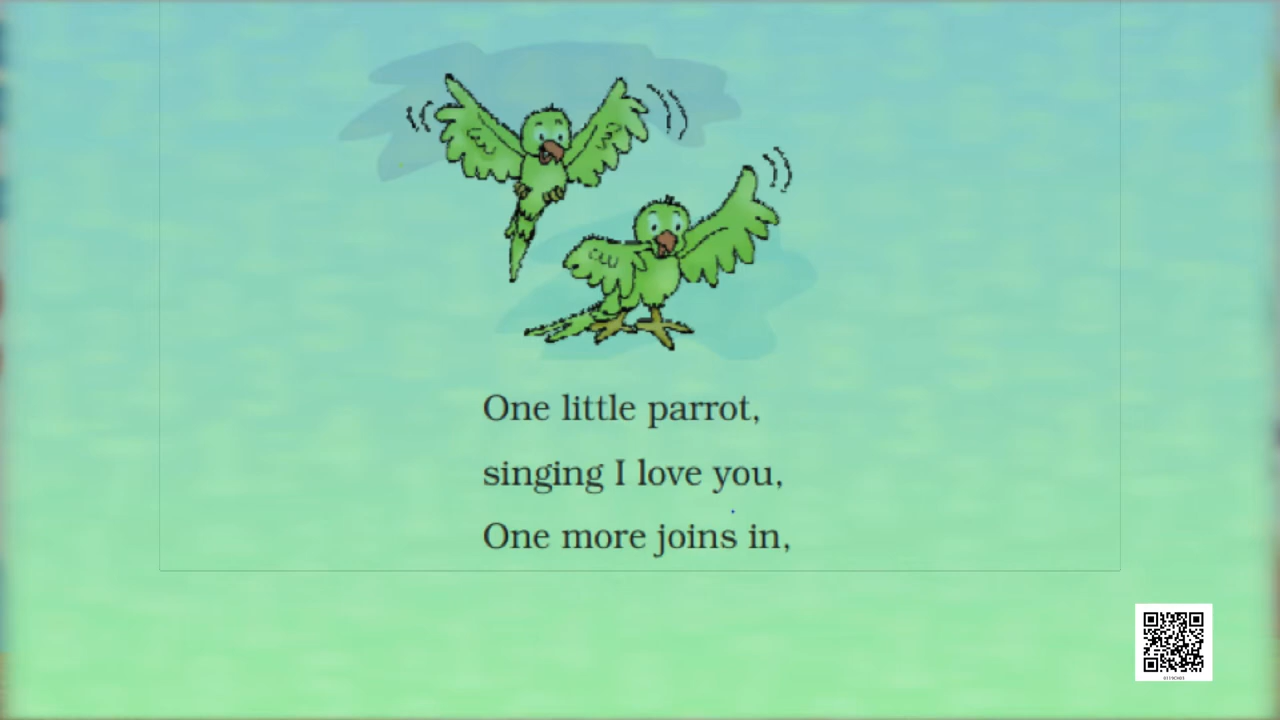 One little parrot,
singing I love you,
One more joins in,